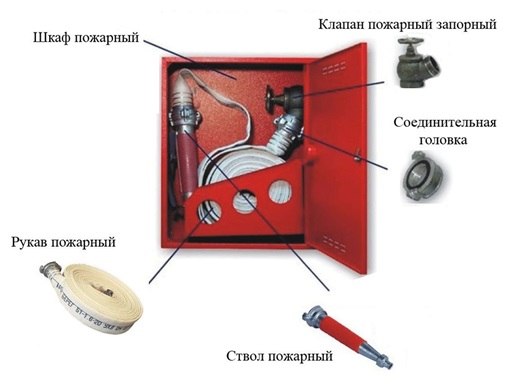 Шкаф пожарный
Клапан пожарный запорный
Соединительная
головка
Рукав пожарный
Ствол пожарный